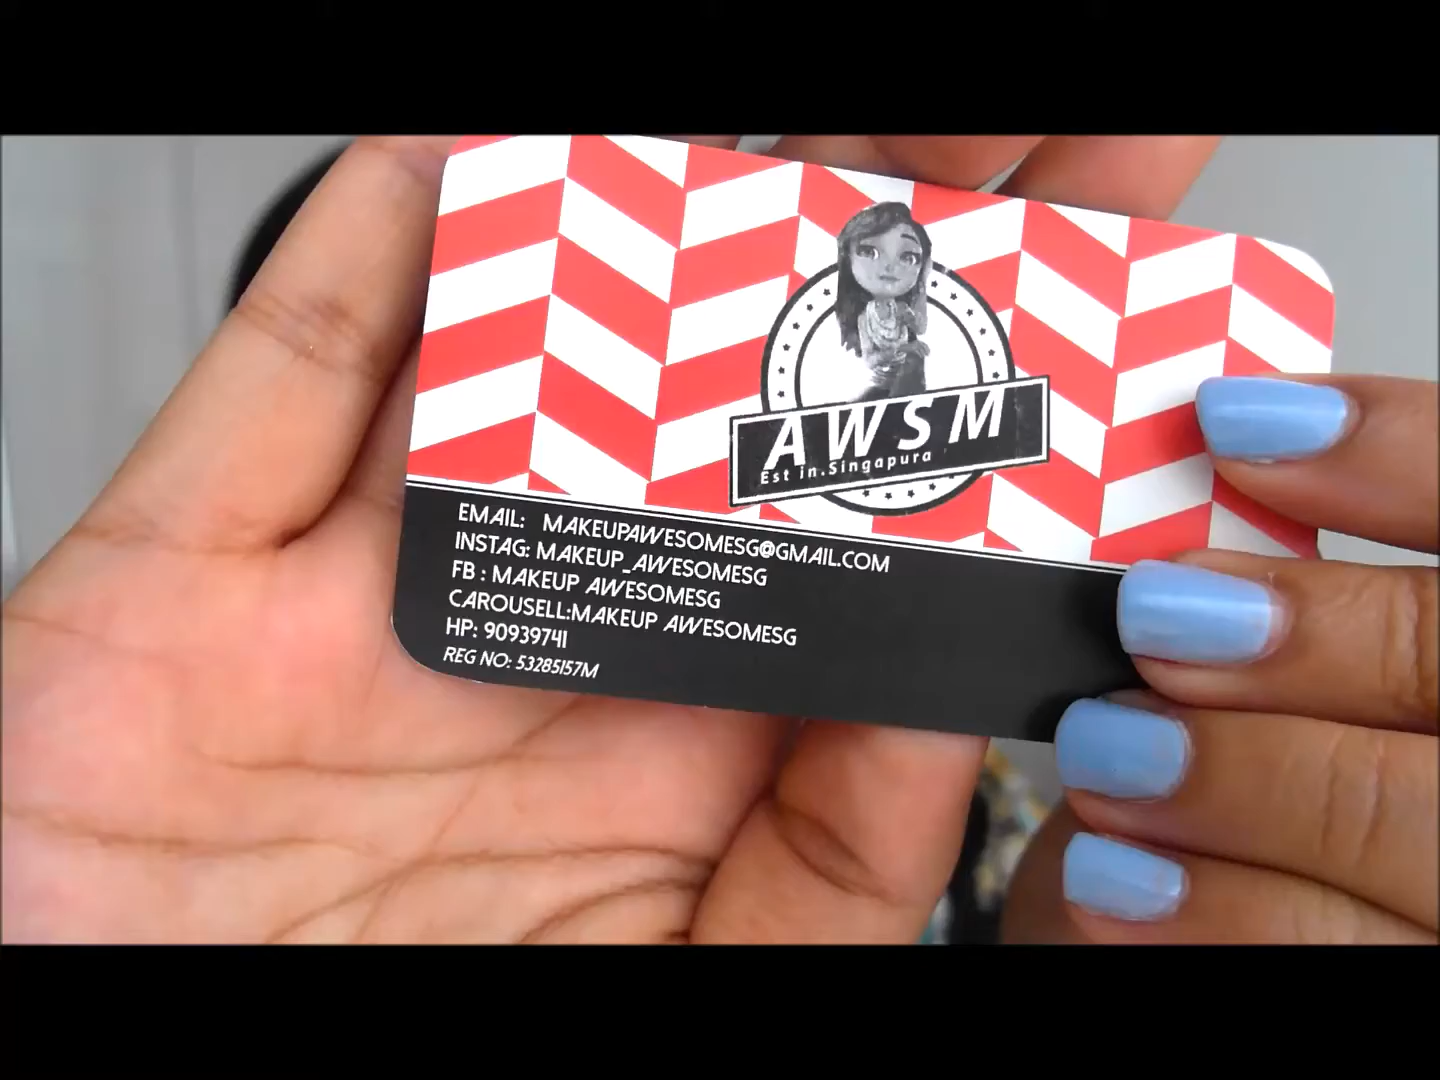 AWSM
Est in.Singapura
EMAIL: MAKEUPAWESOMESG@GMAIL.COM
INSTAG: MAKEUP_AWESOMESG
FB : MAKEUP AWESOMESG
CAROUSELL:MAKEUP AWESOMESG
HP: 90939741
REG NO: 53285157M